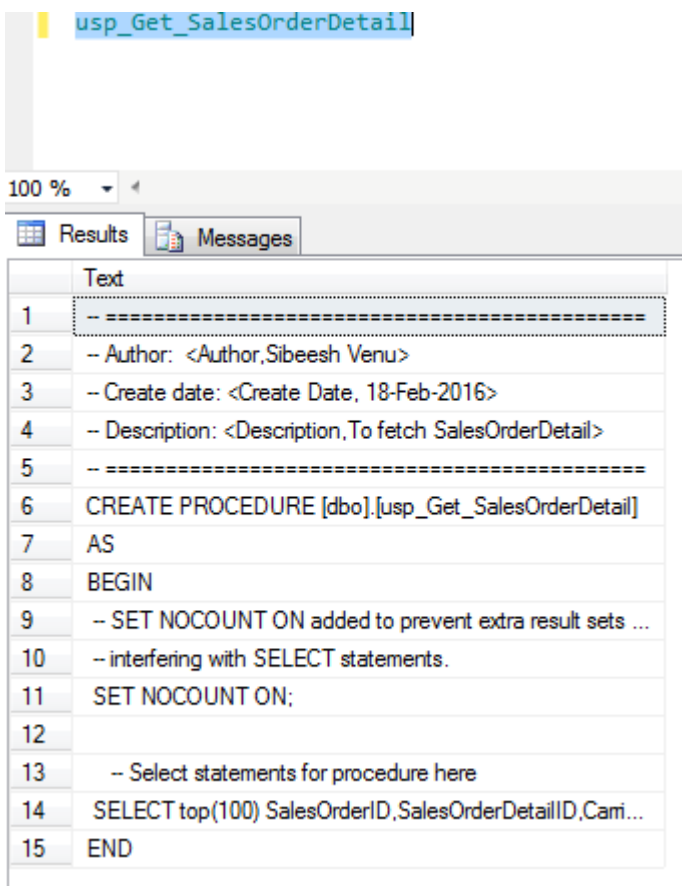 usp_Get_SalesOrderDetail
100 %
Results Messages
Text
1 -- =============================================
2 -- Author: <Author,Sibeesh Venu>
3 -- Create date: <Create Date, 18-Feb-2016>
4 -- Description: <Description,To fetch SalesOrderDetail>
5 -- =============================================
6 CREATE PROCEDURE [dbo].[usp_Get_SalesOrderDetail]
7 AS
8 BEGIN
9 -- SET NOCOUNT ON added to prevent extra result sets ...
10 -- interfering with SELECT statements.
11 SET NOCOUNT ON;
12
13 -- Select statements for procedure here
14 SELECT top(100) SalesOrderID,SalesOrderDetailID,Carri...
15 END